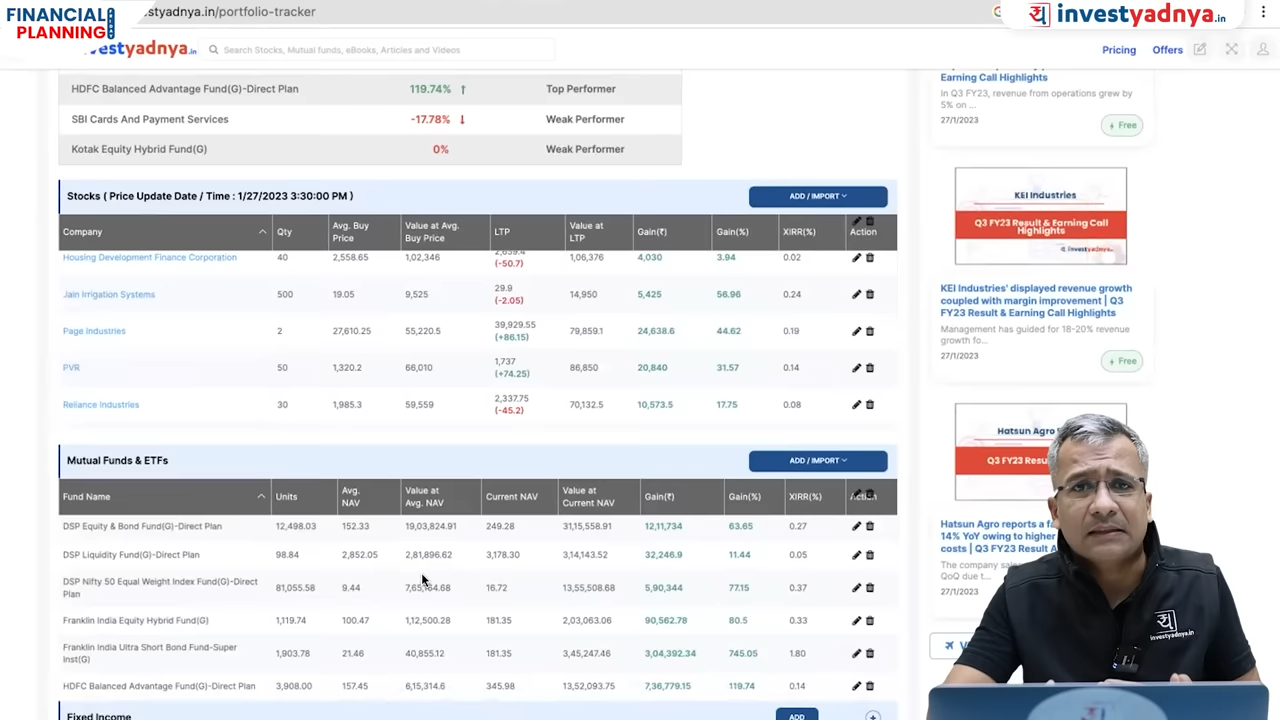 FINANCIAL
PLANNING
styadnya.in/portfolio-tracker
investyadnya.in
vestyadnya.in
Search Stocks, Mutual funds, eBooks, Articles and Videos
Pricing
Offers
HDFC Balanced Advantage Fund(G)-Direct Plan 119.74% ↑ Top Performer
SBI Cards And Payment Services -17.78% ↓ Weak Performer
Kotak Equity Hybrid Fund(G) 0% Weak Performer
Stocks ( Price Update Date / Time : 1/27/2023 3:30:00 PM )
ADD / IMPORT
Company Qty Avg. Buy Price Value at Avg. Buy Price LTP Value at LTP Gain(₹) Gain(%) XIRR(%) Action
Housing Development Finance Corporation 40 2,558.65 1,02,346 2,659.4 (-50.7) 1,06,376 4,030 3.94 0.02
Jain Irrigation Systems 500 19.05 9,525 29.9 (-2.05) 14,950 5,425 56.96 0.24
Page Industries 2 27,610.25 55,220.5 39,929.55 (+86.15) 79,859.1 24,638.6 44.62 0.19
PVR 50 1,320.2 66,010 1,737 (+74.25) 86,850 20,840 31.57 0.14
Reliance Industries 30 1,985.3 59,559 2,337.75 (-45.2) 70,132.5 10,573.5 17.75 0.08
Mutual Funds & ETFs
ADD / IMPORT
Fund Name Units Avg. NAV Value at Avg. NAV Current NAV Value at Current NAV Gain(₹) Gain(%) XIRR(%) Action
DSP Equity & Bond Fund(G)-Direct Plan 12,498.03 152.33 19,03,824.91 249.28 31,15,558.91 12,11,734 63.65 0.27
DSP Liquidity Fund(G)-Direct Plan 98.84 2,852.05 2,81,896.62 3,178.30 3,14,143.52 32,246.9 11.44 0.05
DSP Nifty 50 Equal Weight Index Fund(G)-Direct Plan 81,055.58 9.44 16.72 13,55,508.68 5,90,344 77.15 0.37
Franklin India Equity Hybrid Fund(G) 1,119.74 100.47 1,12,500.28 181.35 2,03,063.06 90,562.78 80.5 0.33
Franklin India Ultra Short Bond Fund-Super Inst(G) 1,903.78 21.46 40,855.12 181.35 3,45,247.46 3,04,392.34 745.05 1.80
HDFC Balanced Advantage Fund(G)-Direct Plan 3,908.00 157.45 6,15,314.6 345.98 13,52,093.75 7,36,779.15 119.74 0.14
Fixed Income
ADD
Earning Call Highlights
In Q3 FY23, revenue from operations grew by
5% on ...
27/1/2023
Free
KEI Industries
Q3 FY23 Result & Earning Call
Highlights
investyadnya.in
KEI Industries' displayed revenue growth
coupled with margin improvement | Q3
FY23 Result & Earning Call Highlights
Management has guided for 18-20% revenue
growth fo...
27/1/2023
Free
Hatsun Agro
Q3 FY23
Hatsun Agro reports a
14% YoY owing to higher
costs | Q3 FY23 Result
The company
QoQ due t...
27/1/2023
य
investyadnya.in